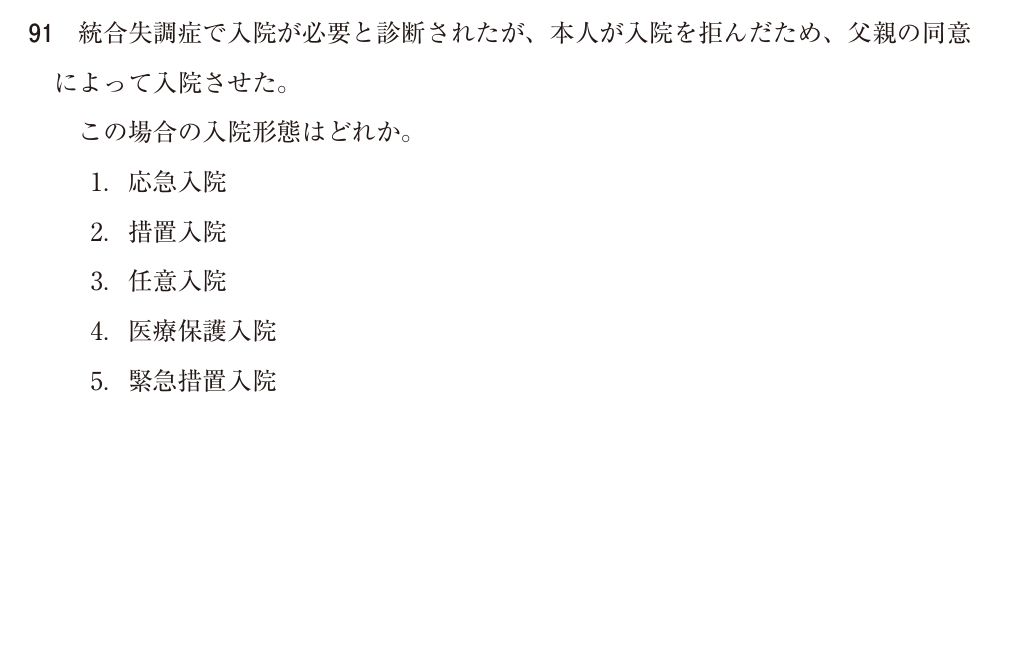 91　統合失調症で入院が必要と診断されたが、本人が入院を拒んだため、父親の同意
によって入院させた。
この場合の入院形態はどれか。
1. 応急入院
2. 措置入院
3. 任意入院
4. 医療保護入院
5. 緊急措置入院